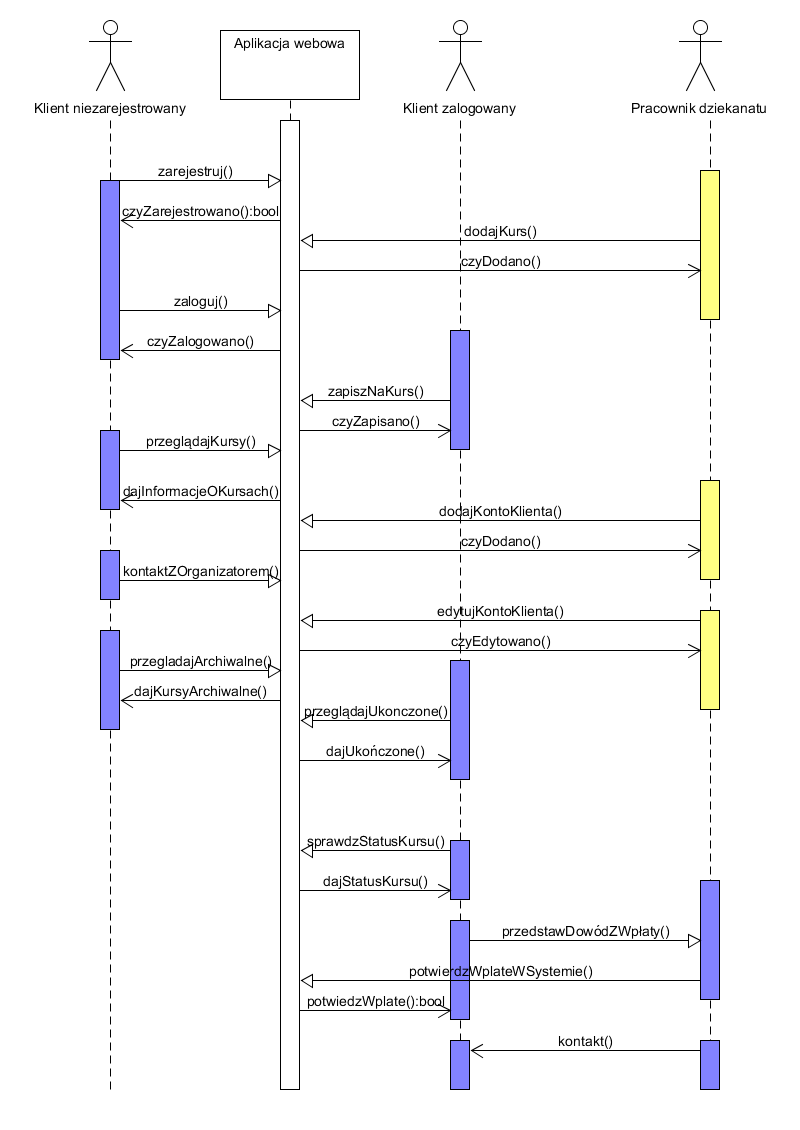 Aplikacja webowa
Klient niezarejestrowany
Klient zalogowany
Pracownik dziekanatu
zarejestruj()
czyZarejestrowano():bool
dodajKurs()
czyDodano()
zaloguj()
czyZalogowano()
zapiszNaKurs()
czyZapisano()
przeglądajKursy()
dajInformacjeOKursach()
dodajKontoKlienta()
czyDodano()
kontaktZOrganizatorem()
edytujKontoKlienta()
czyEdytowano()
przegladajArchiwalne()
dajKursyArchiwalne()
przeglądajUkonczone()
dajUkończone()
sprawdzStatusKursu()
dajStatusKursu()
przedstawDowódZWpłaty()
potwierdzWplateWSystemie()
potwiedzWplate():bool
kontakt()